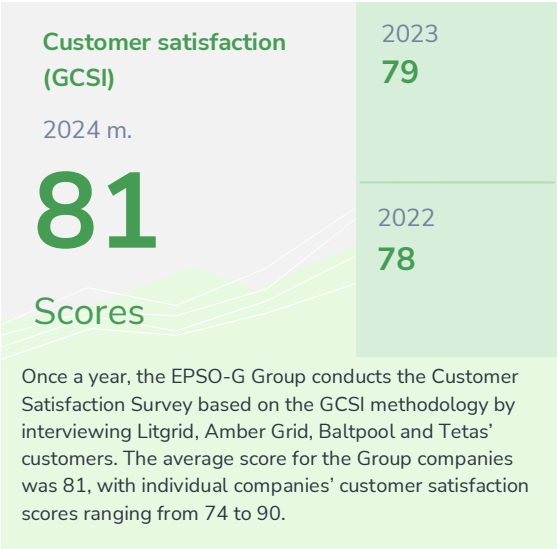 Customer satisfaction
(GCSI)
2024 m.
81
Scores
2023
79
2022
78
Once a year, the EPSO-G Group conducts the Customer
Satisfaction Survey based on the GCSI methodology by
interviewing Litgrid, Amber Grid, Baltpool and Tetas’
customers. The average score for the Group companies
was 81, with individual companies’ customer satisfaction
scores ranging from 74 to 90.